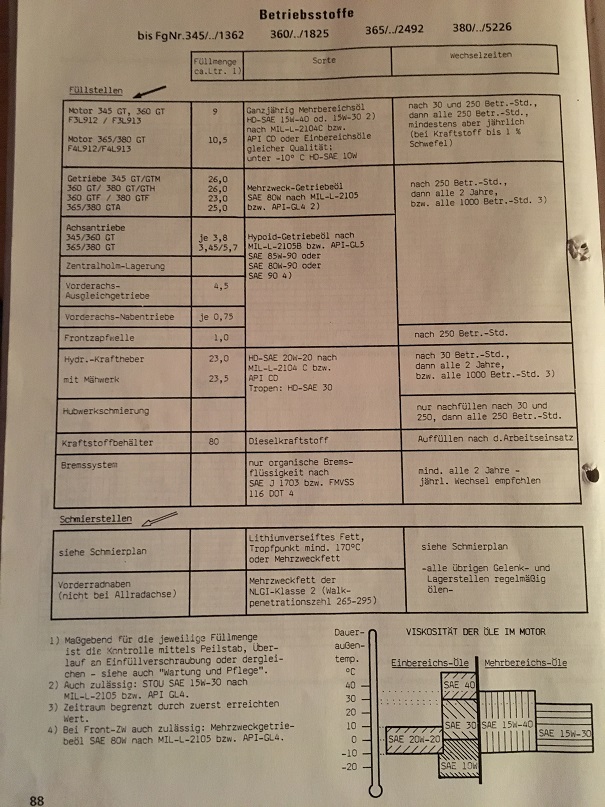 Betriebsstoffe
bis FgNr.345/../1362 360/../1825 365/../2492 380/../5226
Füllmenge ca.Ltr. 1) Sorte Wechselzeiten
Füllstellen
Motor 345 GT, 360 GT
F3L912 / F3L913
9
Motor 365/380 GT
F4L912/F4L913
10,5
Ganzjährig Mehrbereichsöl
HD-SAE 15W-40 od. 15W-30 2)
nach MIL-L-2104C bzw.
API CD oder Einbereichsöle
gleicher Qualität;
unter -10° C HD-SAE 10W
nach 30 und 250 Betr.-Std.,
dann alle 250 Betr.-Std.,
mindestens aber jährlich
(bei Kraftstoff bis 1 %
Schwefel)
Getriebe 345 GT/GTM 26,0
360 GT/ 380 GT/GTH 26,0
360 GTF / 380 GTF 23,0
365/380 GTA 25,0
Mehrzweck-Getriebeöl
SAE 80W nach MIL-L-2105
bzw. API-GL4 2)
nach 250 Betr.-Std.,
dann alle 2 Jahre,
bzw. alle 1000 Betr.-Std. 3)
Achsantriebe
345/360 GT je 3,8
365/380 GT 3,45/5,7
Hypoid-Getriebeöl nach
MIL-L-2105B bzw. API-GL5
SAE 85W-90 oder
SAE 80W-90 oder
SAE 90 4)
Zentralholm-Lagerung
Vorderachs-
Ausgleichgetriebe
4,5
Vorderachs-Nabentriebe je 0,75
Frontzapfwelle 1,0
nach 250 Betr.-Std.
Hydr.-Kraftheber 23,0
mit Mähwerk 23,5
HD-SAE 20W-20 nach
MIL-L-2104 C bzw.
API CD
Tropen: HD-SAE 30
nach 30 Betr.-Std.,
dann alle 2 Jahre,
bzw. alle 1000 Betr.-Std. 3)
Hubwerkschmierung
nur nachfüllen nach 30 und
250, dann alle 250 Betr.-Std.
Kraftstoffbehälter 80 Dieselkraftstoff Auffüllen nach d.Arbeitseinsatz
Bremssystem
nur organische Brems-
flüssigkeit nach
SAE J 1703 bzw. FMVSS
116 DOT 4
mind. alle 2 Jahre -
jährl. Wechsel empfohlen
Schmierstellen
siehe Schmierplan
Lithiumverseiftes Fett,
Tropfpunkt mind. 170°C
oder Mehrzweckfett
siehe Schmierplan
-alle übrigen Gelenk- und
Lagerstellen regelmäßig
ölen-
Vorderradnaben
(nicht bei Allradachse)
Mehrzweckfett der
NLGI-Klasse 2 (Walk-
penetrationszahl 265-295)
1) Maßgebend für die jeweilige Füllmenge
ist die Kontrolle mittels Peilstab, Über-
lauf an Einfüllverschraubung oder derglei-
chen - siehe auch "Wartung und Pflege".
2) Auch zulässig: STOU SAE 15W-30 nach
MIL-L-2105 bzw. API GL4.
3) Zeitraum begrenzt durch zuerst erreichten
Wert.
4) Bei Front-ZW auch zulässig: Mehrzweckgetrie-
beöl SAE 80W nach MIL-L-2105 bzw. API-GL4.
Dauer-
außen-
temp.
°C
40
30
20
10
0
-10
-20
VISKOSITÄT DER ÖLE IM MOTOR
Einbereichs-Öle Mehrbereichs-Öle
SAE 40
SAE 30
SAE 20W-20
SAE 10W
SAE 15W-40
SAE 15W-30
88